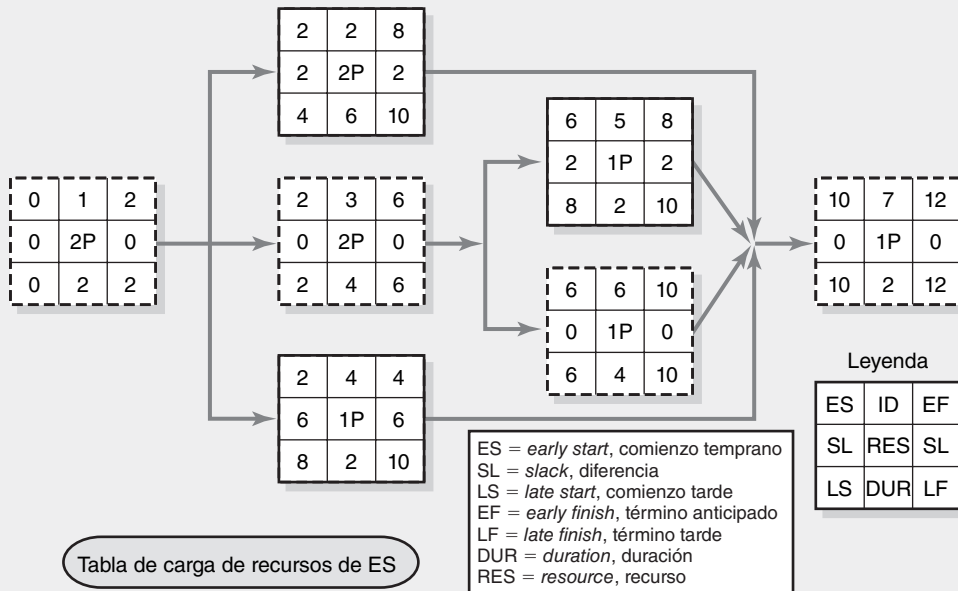 2 2 8
2 2P 2
4 6 10
0 1 2
0 2P 0
0 2 2
2 3 6
0 2P 0
2 4 6
6 5 8
2 1P 2
8 2 10
6 6 10
0 1P 0
6 4 10
2 4 4
6 1P 6
8 2 10
10 7 12
0 1P 0
10 2 12
Leyenda
ES ID EF
SL RES SL
LS DUR LF
ES = early start, comienzo temprano
SL = slack, diferencia
LS = late start, comienzo tarde
EF = early finish, término anticipado
LF = late finish, término tarde
DUR = duration, duración
RES = resource, recurso
Tabla de carga de recursos de ES